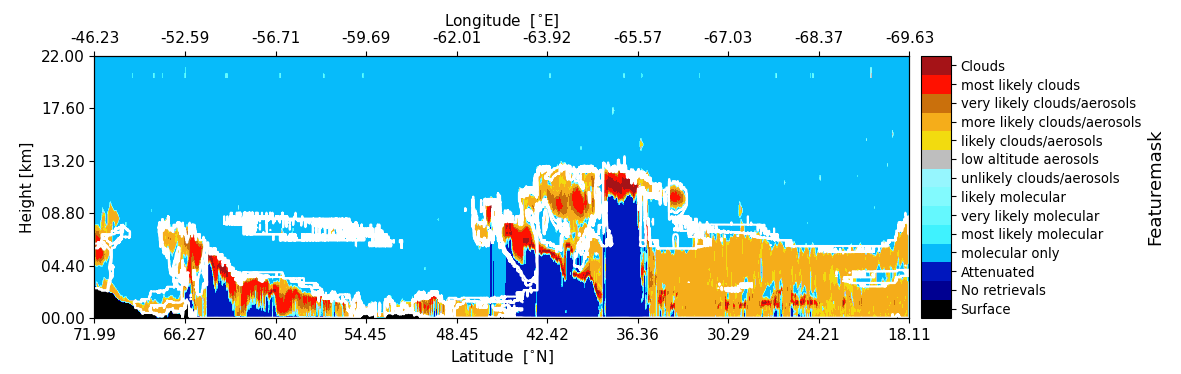 Longitude [°E]
-46.23 -52.59 -56.71 -59.69 -62.01 -63.92 -65.57 -67.03 -68.37 -69.63
22.00
17.60
13.20
08.80
04.40
00.00
Height [km]
71.99 66.27 60.40 54.45 48.45 42.42 36.36 30.29 24.21 18.11
Latitude [°N]
Clouds
most likely clouds
very likely clouds/aerosols
more likely clouds/aerosols
likely clouds/aerosols
low altitude aerosols
unlikely clouds/aerosols
likely molecular
very likely molecular
most likely molecular
molecular only
Attenuated
No retrievals
Surface
Featuremask